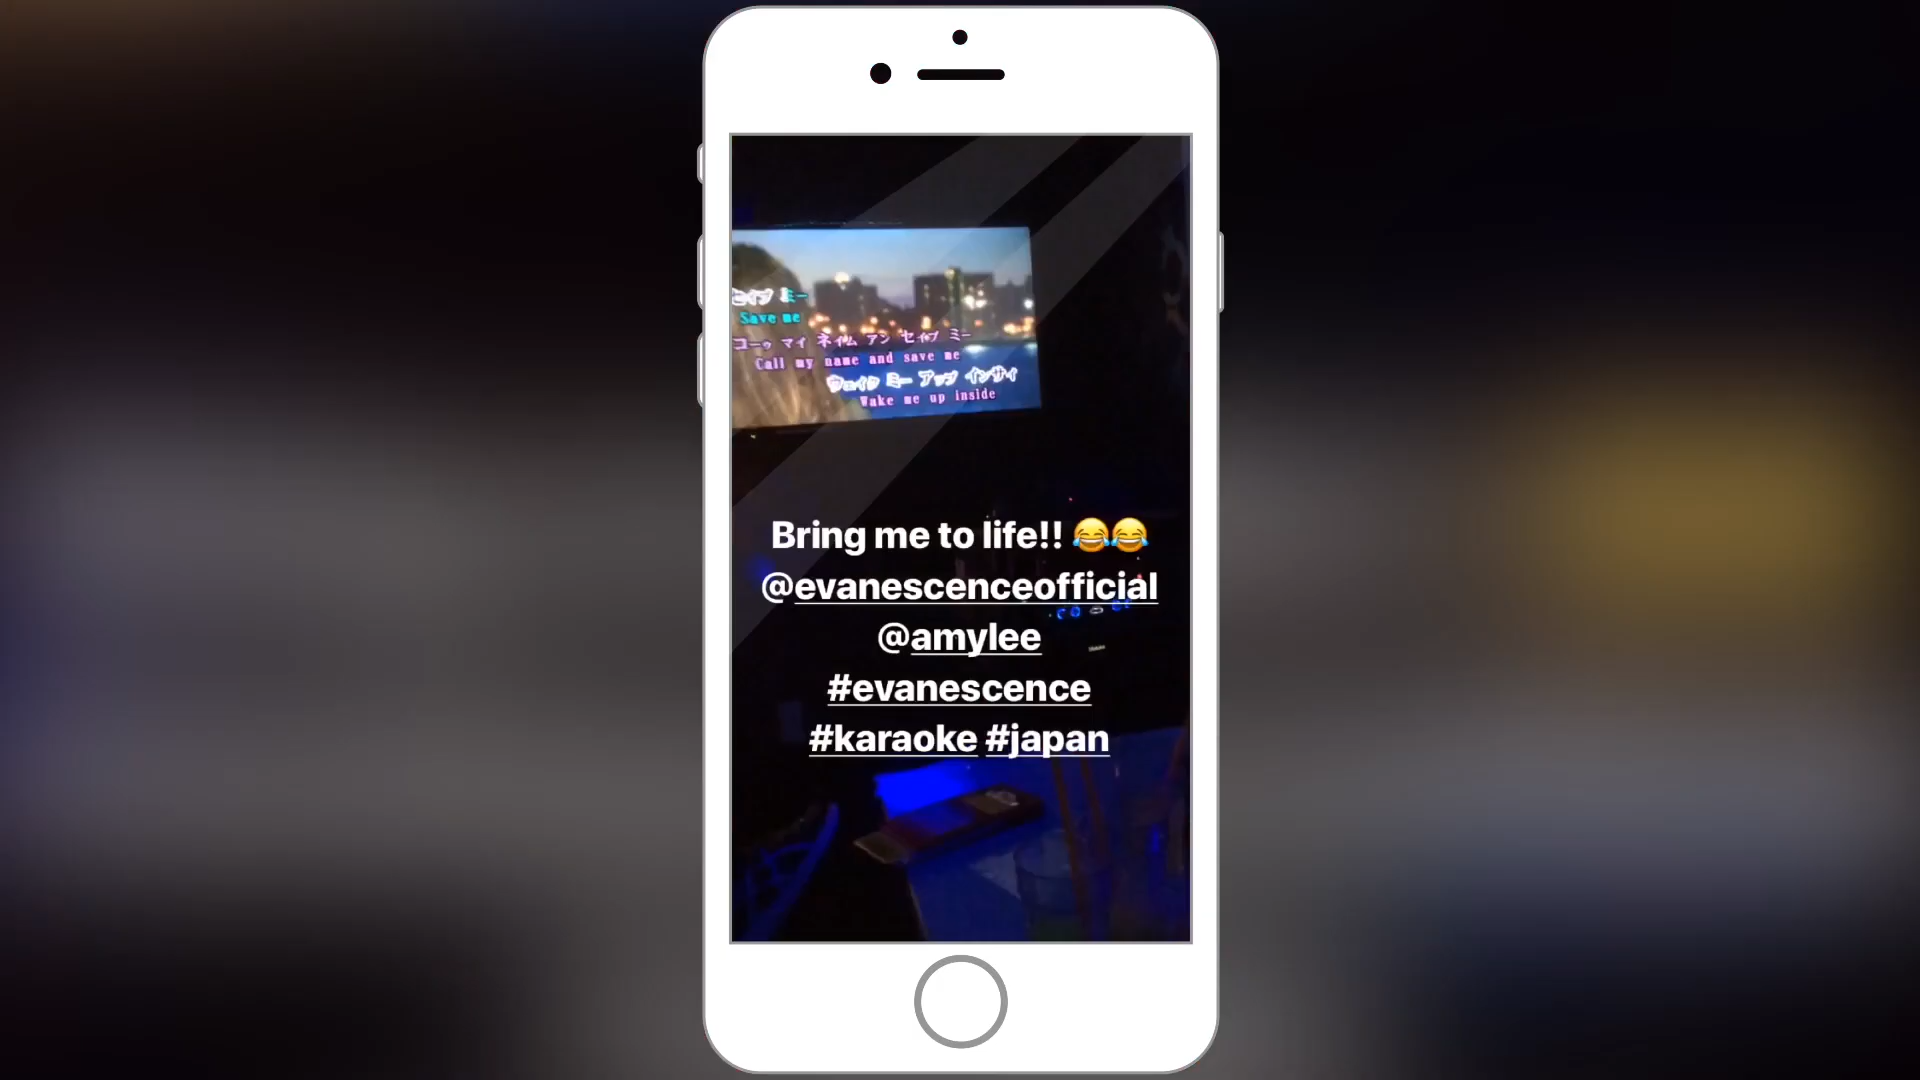 セイブ ミー
Save me
コーゥ マイ ネイム アン セイブ ミー
Call my name and save me
ウェイク ミー アップ インサイ
Wake me up inside
Bring me to life!! 😂😂
@evanescenceofficial
@amylee
#evanescence
#karaoke #japan